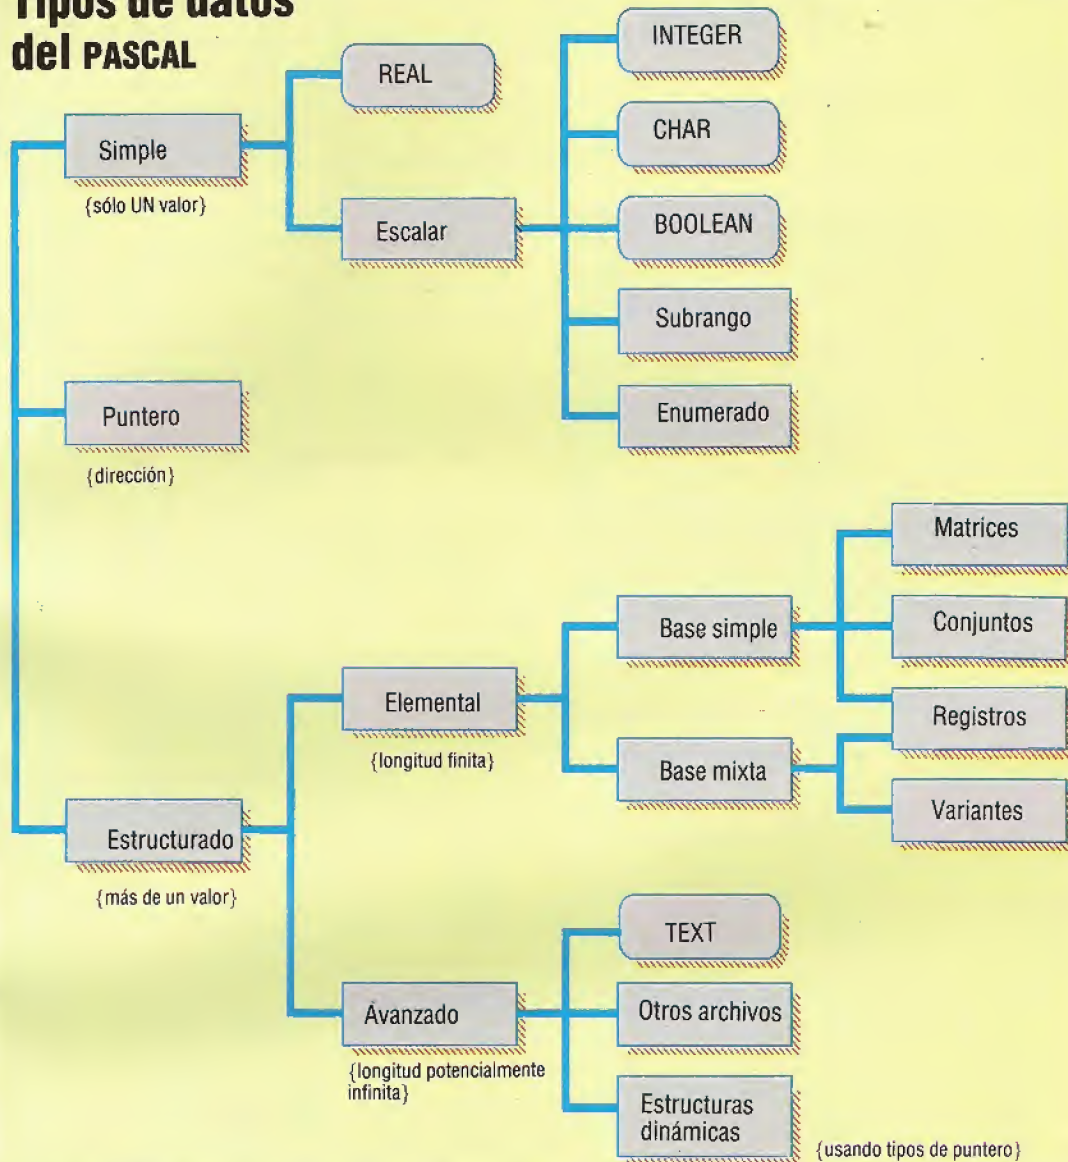 Tipos de datos
del PASCAL
Simple
{sólo UN valor}
REAL
Escalar
INTEGER
CHAR
BOOLEAN
Subrango
Enumerado
Puntero
{dirección}
Estructurado
{más de un valor}
Elemental
{longitud finita}
Base simple
Matrices
Conjuntos
Registros
Base mixta
Variantes
Avanzado
{longitud potencialmente
infinita}
TEXT
Otros archivos
Estructuras
dinámicas
{usando tipos de puntero}